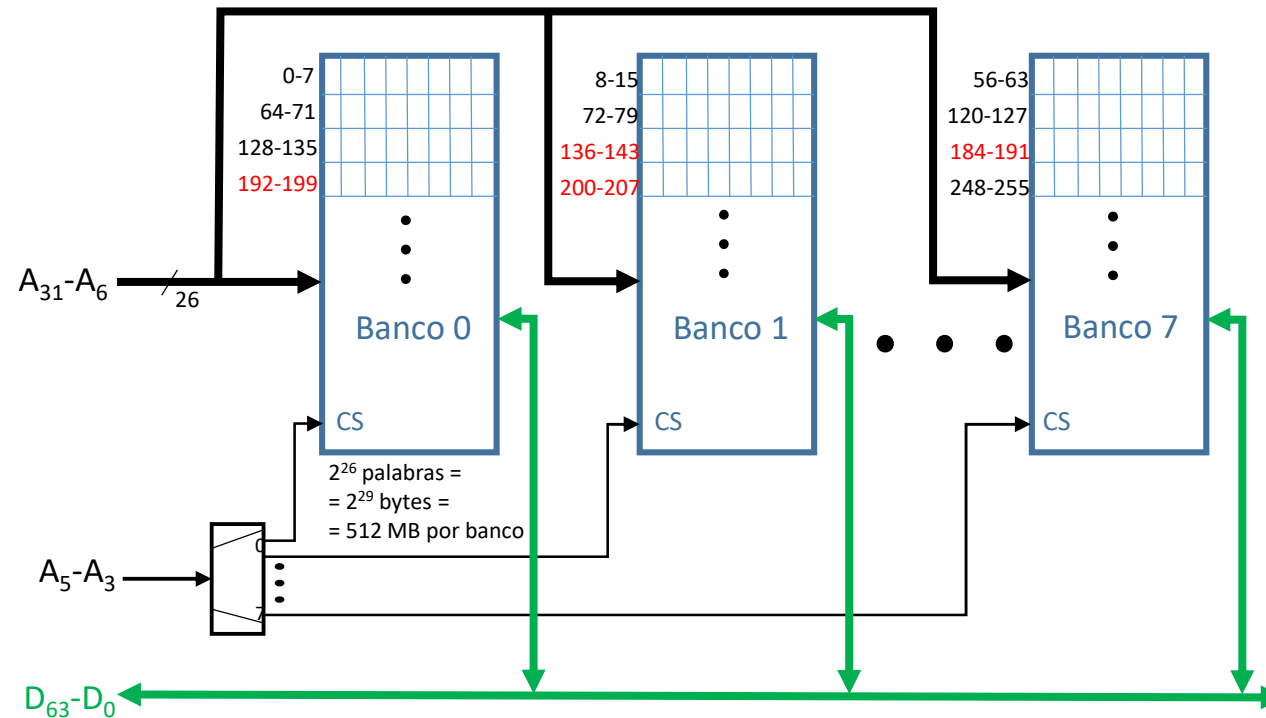 0-7
64-71
128-135
192-199
8-15
72-79
136-143
200-207
56-63
120-127
184-191
248-255
A31-A6
26
Banco 0
Banco 1
Banco 7
CS
CS
CS
2^26 palabras =
= 2^29 bytes =
= 512 MB por banco
A5-A3
0
7
D63-D0